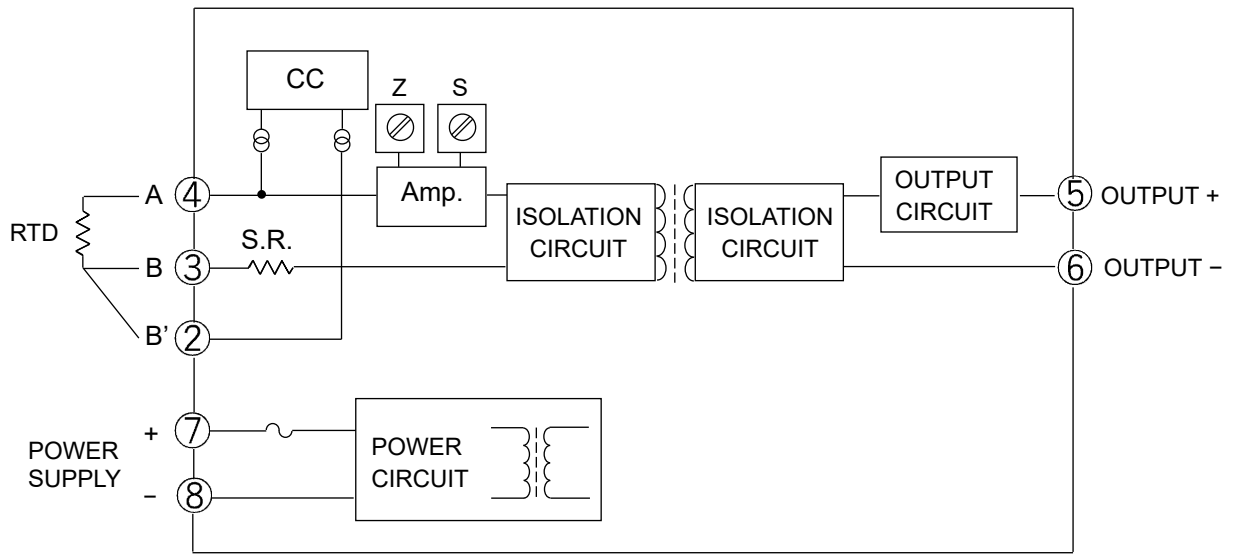 CC
Z S
A 4 Amp.
OUTPUT
CIRCUIT
5 OUTPUT +
RTD
ISOLATION
CIRCUIT
ISOLATION
CIRCUIT
S.R.
B 3
6 OUTPUT −
B’ 2
+ 7
POWER
SUPPLY
POWER
CIRCUIT
− 8